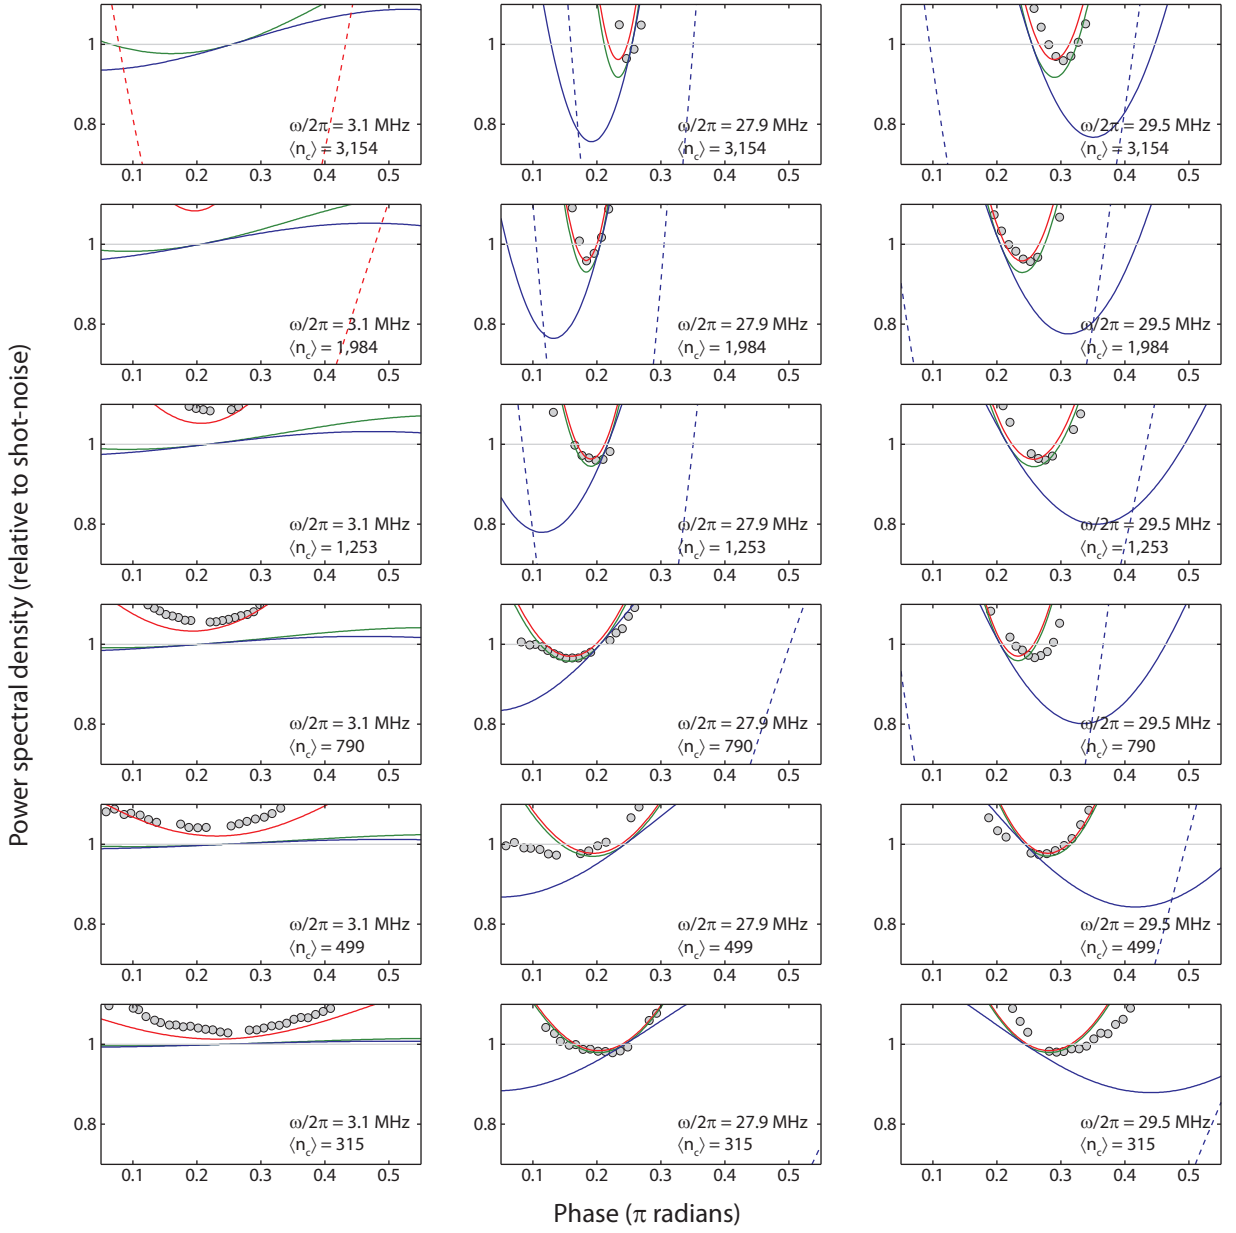 Power spectral density (relative to shot-noise)
1
0.8
ω/2π = 3.1 MHz
⟨n_c⟩ = 3,154
0.1 0.2 0.3 0.4 0.5
1
0.8
ω/2π = 27.9 MHz
⟨n_c⟩ = 3,154
0.1 0.2 0.3 0.4 0.5
1
0.8
ω/2π = 29.5 MHz
⟨n_c⟩ = 3,154
0.1 0.2 0.3 0.4 0.5
1
0.8
ω/2π = 3.1 MHz
⟨n_c⟩ = 1,984
0.1 0.2 0.3 0.4 0.5
1
0.8
ω/2π = 27.9 MHz
⟨n_c⟩ = 1,984
0.1 0.2 0.3 0.4 0.5
1
0.8
ω/2π = 29.5 MHz
⟨n_c⟩ = 1,984
0.1 0.2 0.3 0.4 0.5
1
0.8
ω/2π = 3.1 MHz
⟨n_c⟩ = 1,253
0.1 0.2 0.3 0.4 0.5
1
0.8
ω/2π = 27.9 MHz
⟨n_c⟩ = 1,253
0.1 0.2 0.3 0.4 0.5
1
0.8
ω/2π = 29.5 MHz
⟨n_c⟩ = 1,253
0.1 0.2 0.3 0.4 0.5
1
0.8
ω/2π = 3.1 MHz
⟨n_c⟩ = 790
0.1 0.2 0.3 0.4 0.5
1
0.8
ω/2π = 27.9 MHz
⟨n_c⟩ = 790
0.1 0.2 0.3 0.4 0.5
1
0.8
ω/2π = 29.5 MHz
⟨n_c⟩ = 790
0.1 0.2 0.3 0.4 0.5
1
0.8
ω/2π = 3.1 MHz
⟨n_c⟩ = 499
0.1 0.2 0.3 0.4 0.5
1
0.8
ω/2π = 27.9 MHz
⟨n_c⟩ = 499
0.1 0.2 0.3 0.4 0.5
1
0.8
ω/2π = 29.5 MHz
⟨n_c⟩ = 499
0.1 0.2 0.3 0.4 0.5
1
0.8
ω/2π = 3.1 MHz
⟨n_c⟩ = 315
0.1 0.2 0.3 0.4 0.5
1
0.8
ω/2π = 27.9 MHz
⟨n_c⟩ = 315
0.1 0.2 0.3 0.4 0.5
1
0.8
ω/2π = 29.5 MHz
⟨n_c⟩ = 315
0.1 0.2 0.3 0.4 0.5
Phase (π radians)